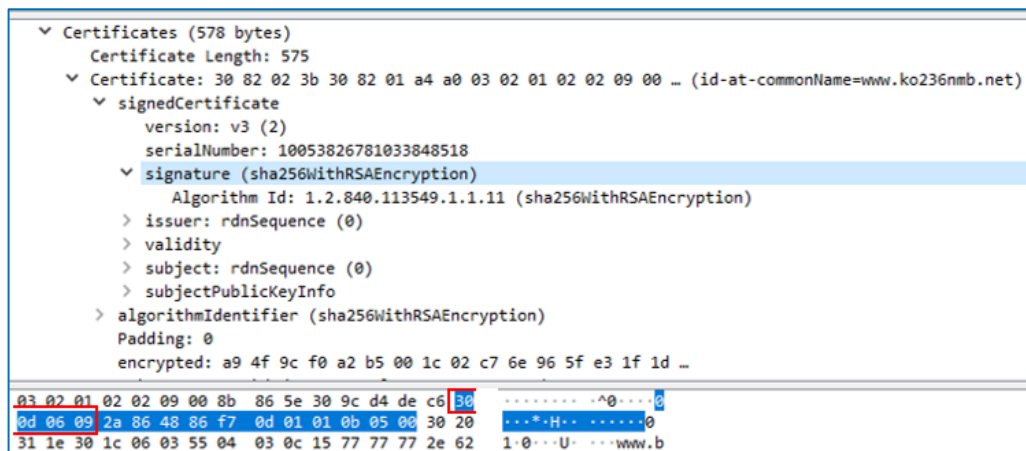 Certificates (578 bytes)
Certificate Length: 575
Certificate: 30 82 02 3b 30 82 01 a4 a0 03 02 01 02 02 09 00 … (id-at-commonName=www.ko236nmb.net)
signedCertificate
version: v3 (2)
serialNumber: 10053826781033848518
signature (sha256WithRSAEncryption)
Algorithm Id: 1.2.840.113549.1.1.11 (sha256WithRSAEncryption)
issuer: rdnSequence (0)
validity
subject: rdnSequence (0)
subjectPublicKeyInfo
algorithmIdentifier (sha256WithRSAEncryption)
Padding: 0
encrypted: a9 4f 9c f0 a2 b5 00 1c 02 c7 6e 96 5f e3 1f 1d …
03 02 01 02 02 09 00 8b 86 5e 30 9c d4 de c6 30 ········ ·^0····0
0d 06 09 2a 86 48 86 f7 0d 01 01 0b 05 00 30 20 ···*·H·· ······0
31 1e 30 1c 06 03 55 04 03 0c 15 77 77 77 2e 62 1·0···U· ···www.b